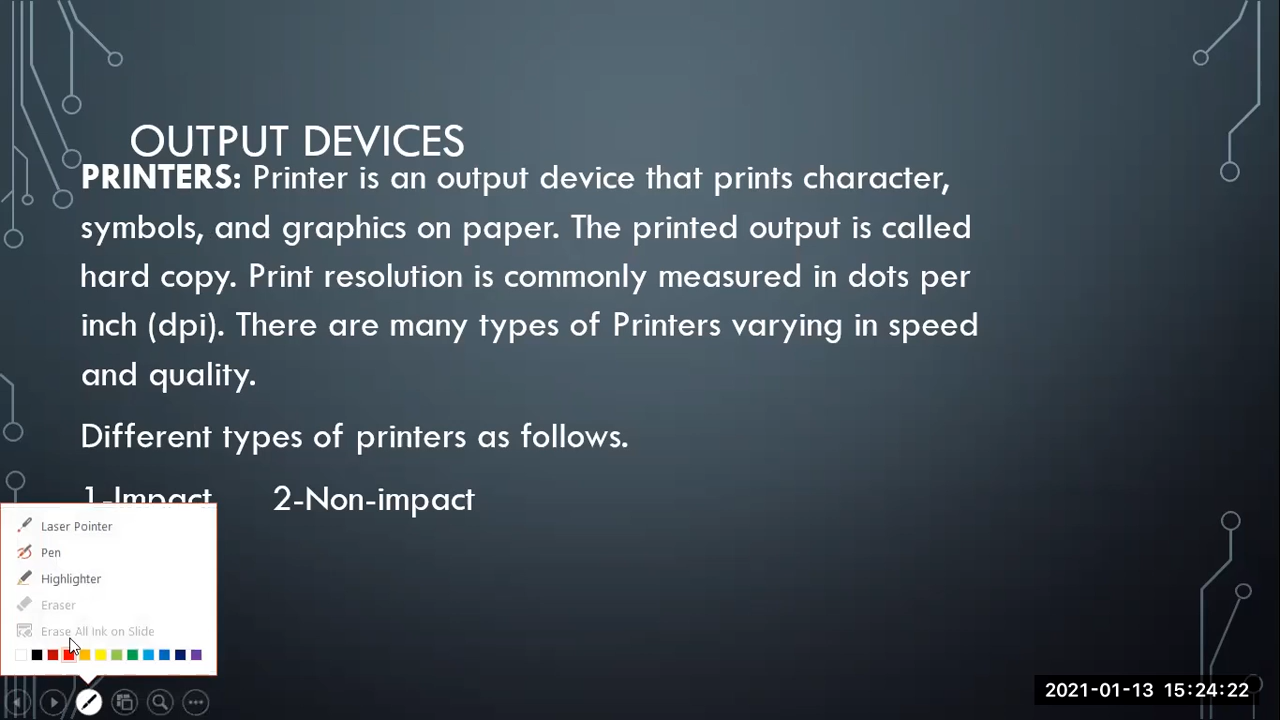 OUTPUT DEVICES
PRINTERS: Printer is an output device that prints character,
symbols, and graphics on paper. The printed output is called
hard copy. Print resolution is commonly measured in dots per
inch (dpi). There are many types of Printers varying in speed
and quality.
Different types of printers as follows.
1-Impact 2-Non-impact
Laser Pointer
Pen
Highlighter
Eraser
Erase All Ink on Slide
2021-01-13 15:24:22